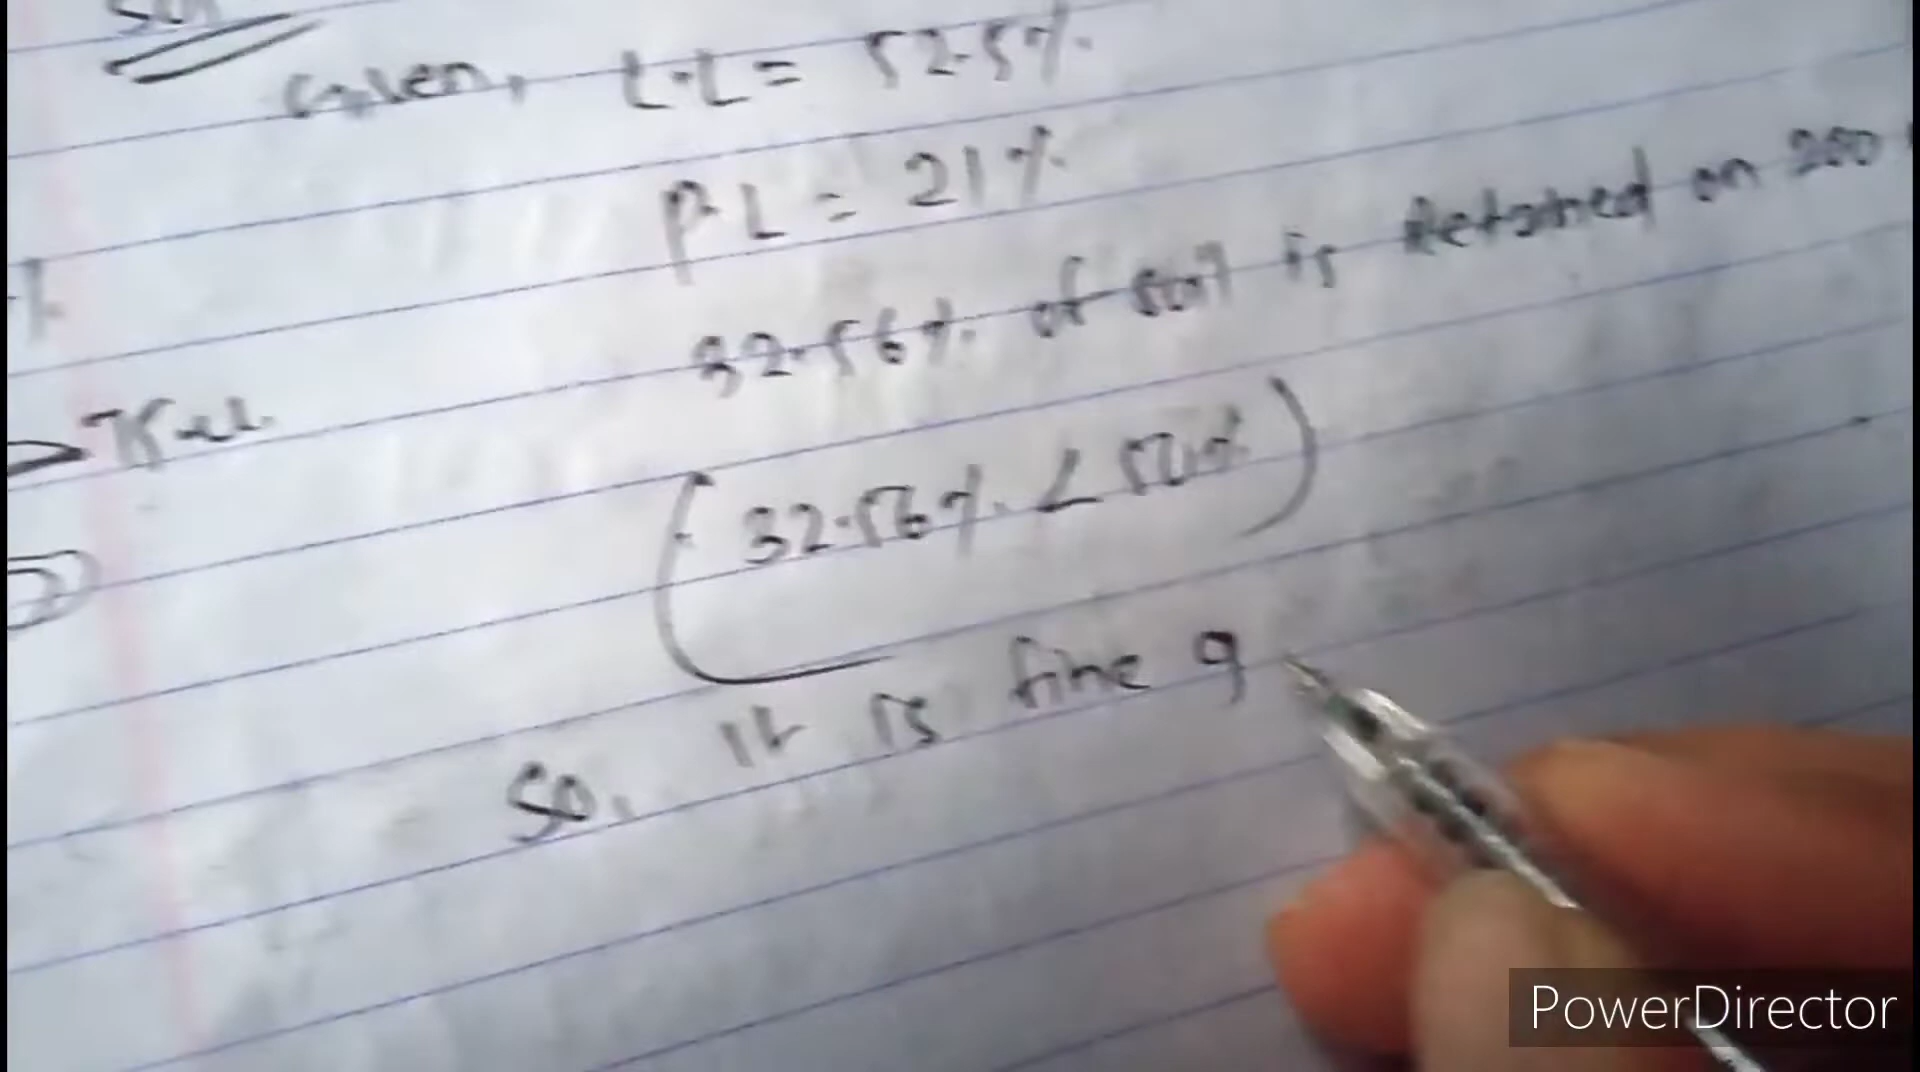 Given, L.L = 52.5%
P.L = 21%
32.56% of soil is Retained on 200
(32.56% < 50%)
So, it is fine g
PowerDirector